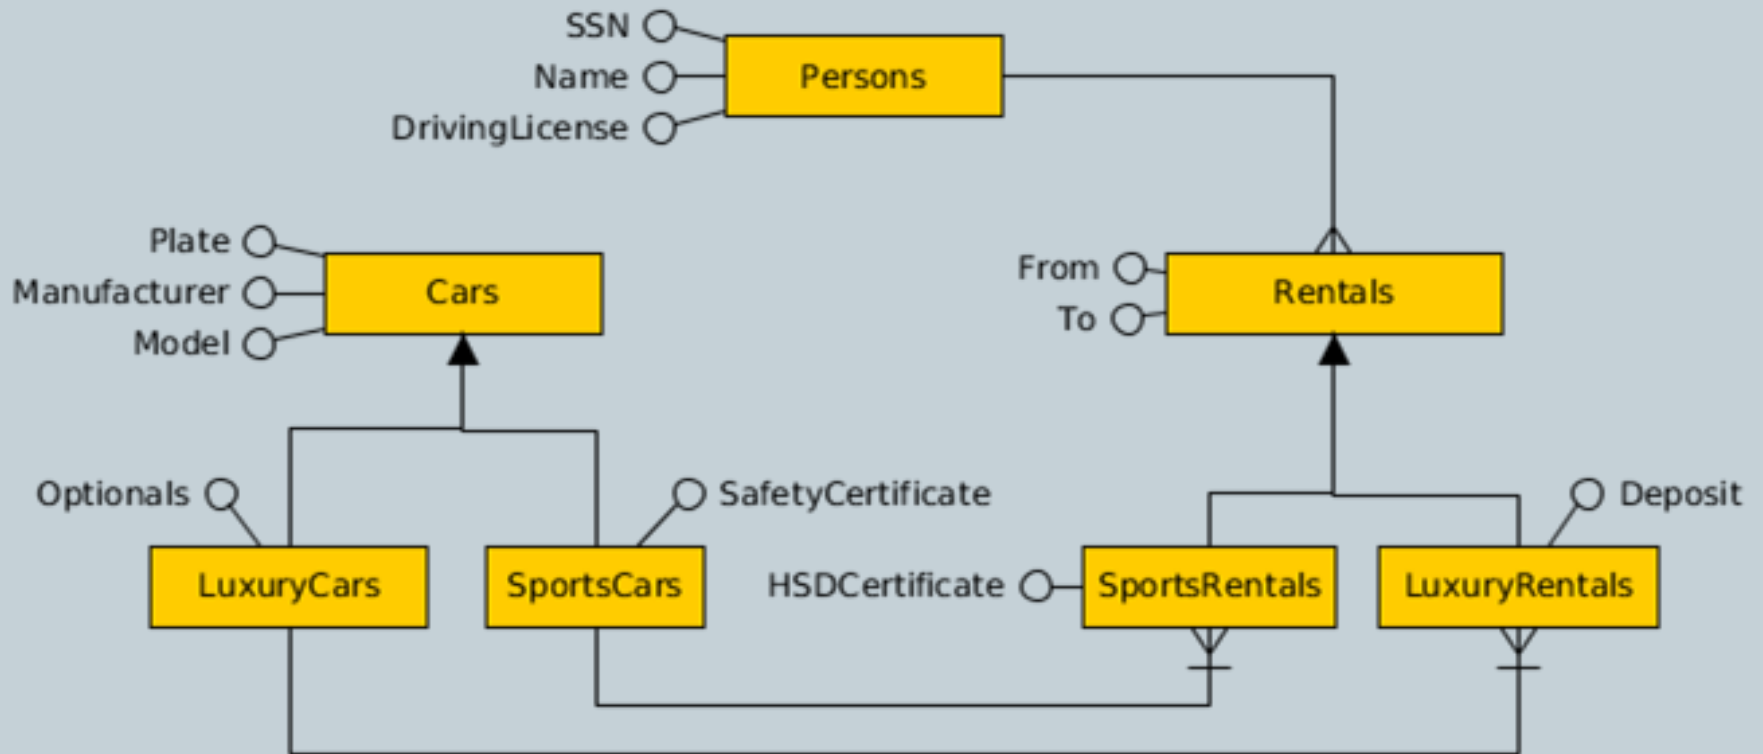 SSN
Name
DrivingLicense
Persons
Plate
Manufacturer
Model
Cars
From
To
Rentals
Optionals
SafetyCertificate
Deposit
LuxuryCars
SportsCars
HSDCertificate
SportsRentals
LuxuryRentals